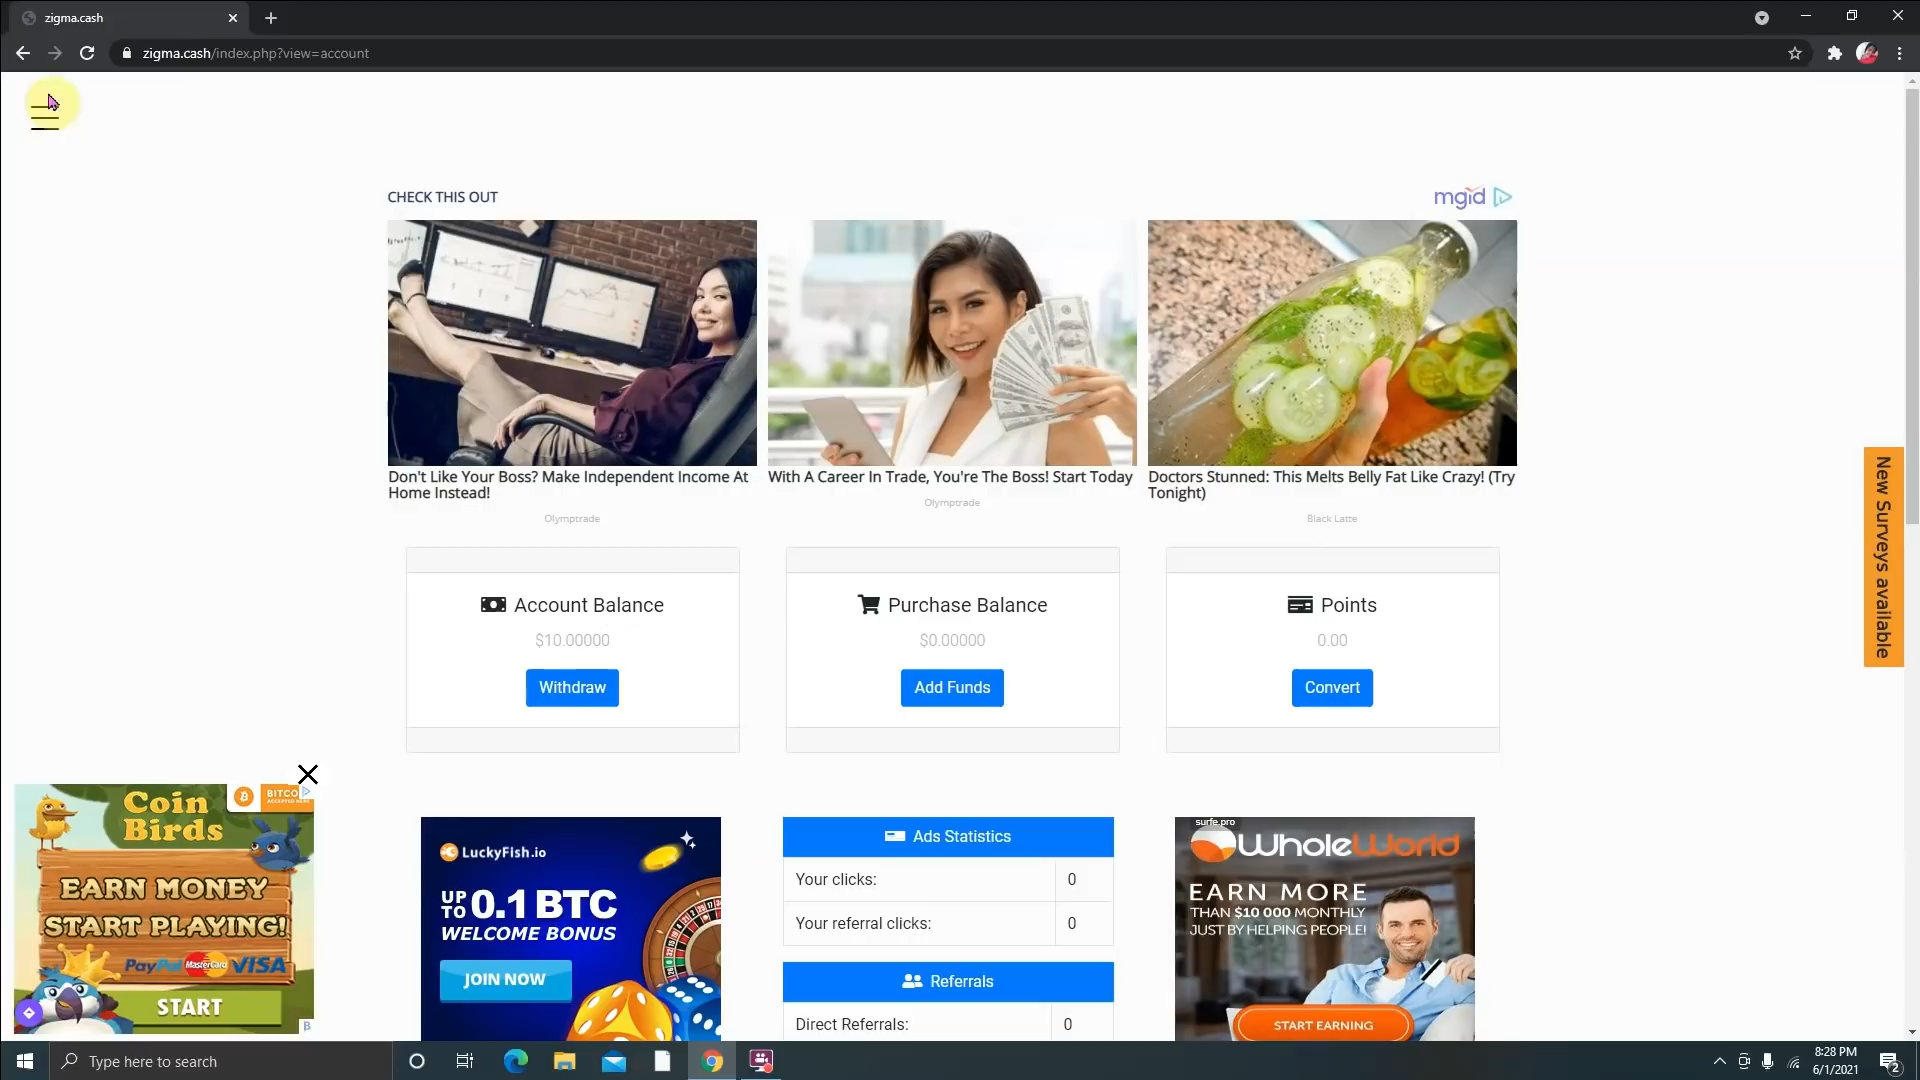 zigma.cash
zigma.cash/index.php?view=account
CHECK THIS OUT
mgid
Don't Like Your Boss? Make Independent Income At
Home Instead!
Olymptrade
With A Career In Trade, You're The Boss! Start Today
Olymptrade
Doctors Stunned: This Melts Belly Fat Like Crazy! (Try
Tonight)
Black Latte
New Surveys available
Account Balance
$10.00000
Withdraw
Purchase Balance
$0.00000
Add Funds
Points
0.00
Convert
Coin
Birds
BITCO
ACCEPTED HERE
EARN MONEY
START PLAYING!
PayPal MasterCard VISA
START
LuckyFish.io
UP
TO 0.1 BTC
WELCOME BONUS
JOIN NOW
Ads Statistics
Your clicks: 0
Your referral clicks: 0
Referrals
Direct Referrals: 0
surfe.pro
WholeWorld
EARN MORE
THAN $10 000 MONTHLY
JUST BY HELPING PEOPLE!
START EARNING
Type here to search
8:28 PM
6/1/2021
2